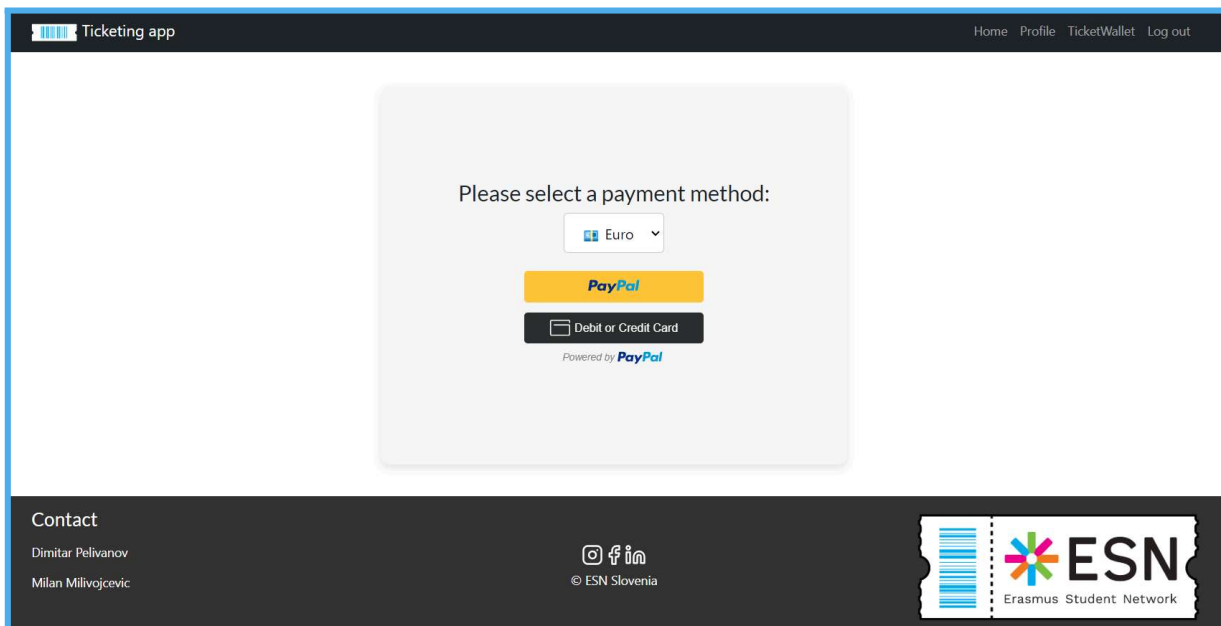 Ticketing app
Home Profile TicketWallet Log out
Please select a payment method:
Euro
PayPal
Debit or Credit Card
Powered by PayPal
Contact
Dimitar Pelivanov
Milan Milivojcevic
© ESN Slovenia
ESN
Erasmus Student Network